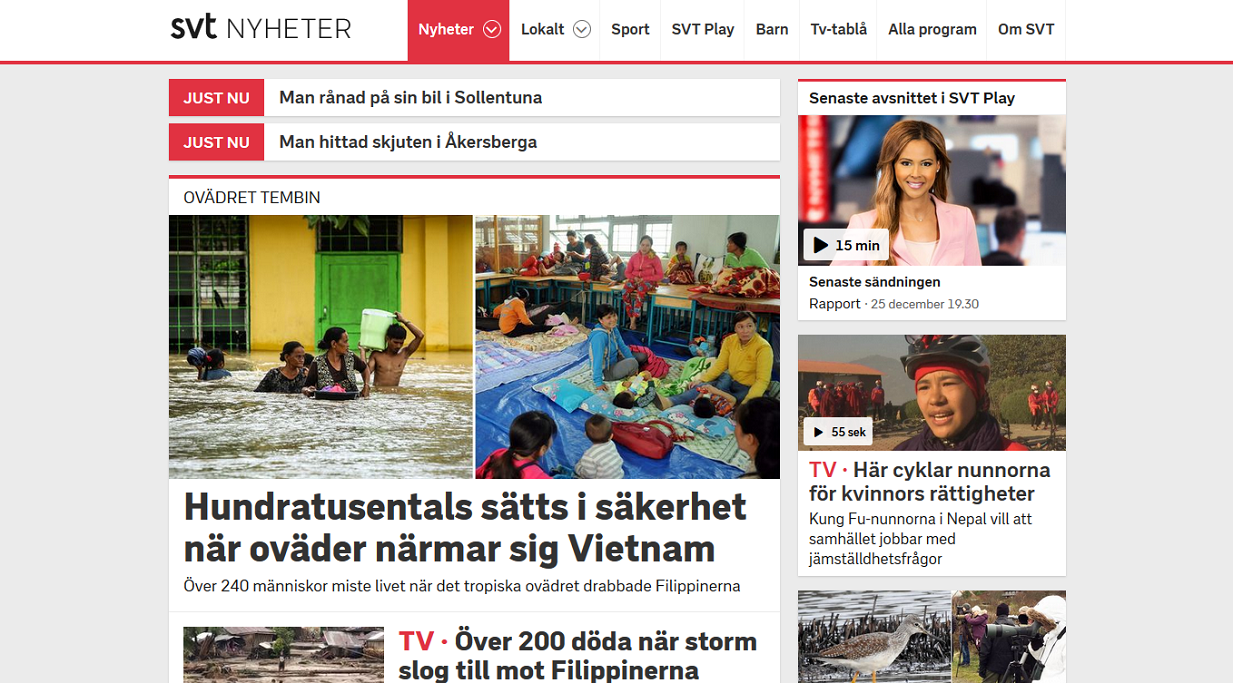 svt NYHETER
Nyheter Lokalt Sport SVT Play Barn Tv-tablå Alla program Om SVT
JUST NU Man rånad på sin bil i Sollentuna
JUST NU Man hittad skjuten i Åkersberga
OVÄDRET TEMBIN
Hundratusentals sätts i säkerhet
när oväder närmar sig Vietnam
Över 240 människor miste livet när det tropiska ovädret drabbade Filippinerna
TV · Över 200 döda när storm
slog till mot Filippinerna
Senaste avsnittet i SVT Play
15 min
Senaste sändningen
Rapport · 25 december 19.30
55 sek
TV · Här cyklar nunnorna
för kvinnors rättigheter
Kung Fu-nunnorna i Nepal vill att
samhället jobbar med
jämställdhetsfrågor